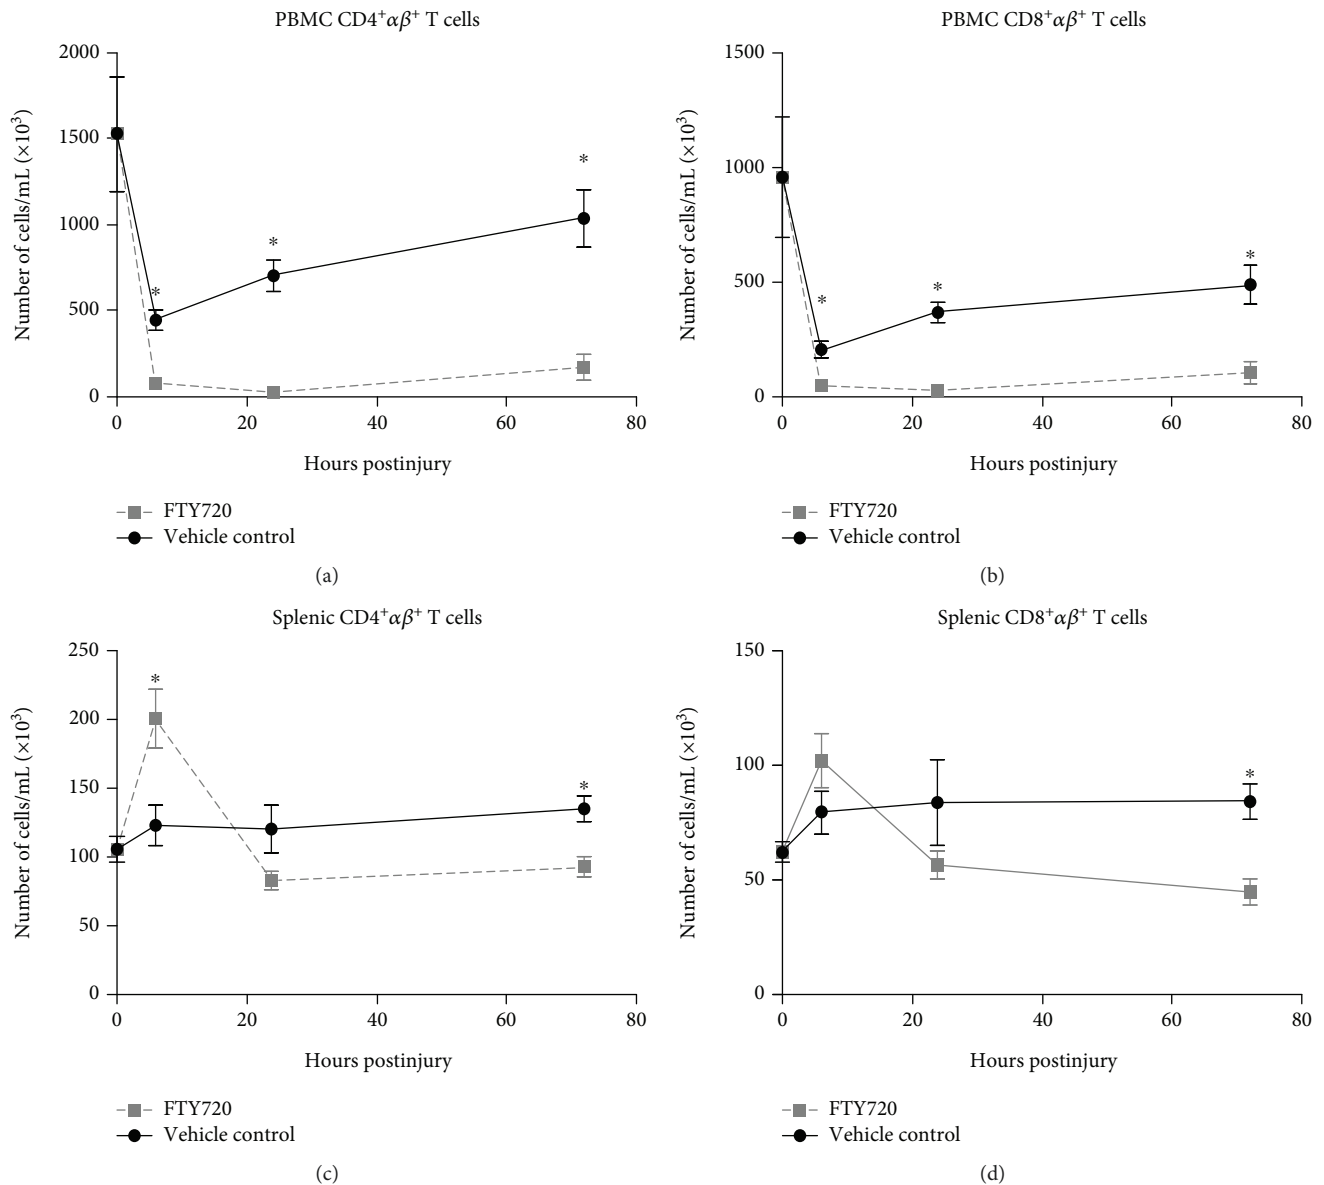 PBMC CD4⁺αβ⁺ T cells
2000
1500
1000
500
0
Number of cells/mL (×10³)
*
*
*
0 20 40 60 80
Hours postinjury
FTY720
Vehicle control
(a)
PBMC CD8⁺αβ⁺ T cells
1500
1000
500
0
Number of cells/mL (×10³)
*
*
*
0 20 40 60 80
Hours postinjury
FTY720
Vehicle control
(b)
Splenic CD4⁺αβ⁺ T cells
250
200
150
100
50
0
Number of cells/mL (×10³)
*
*
0 20 40 60 80
Hours postinjury
FTY720
Vehicle control
(c)
Splenic CD8⁺αβ⁺ T cells
150
100
50
0
Number of cells/mL (×10³)
*
0 20 40 60 80
Hours postinjury
FTY720
Vehicle control
(d)